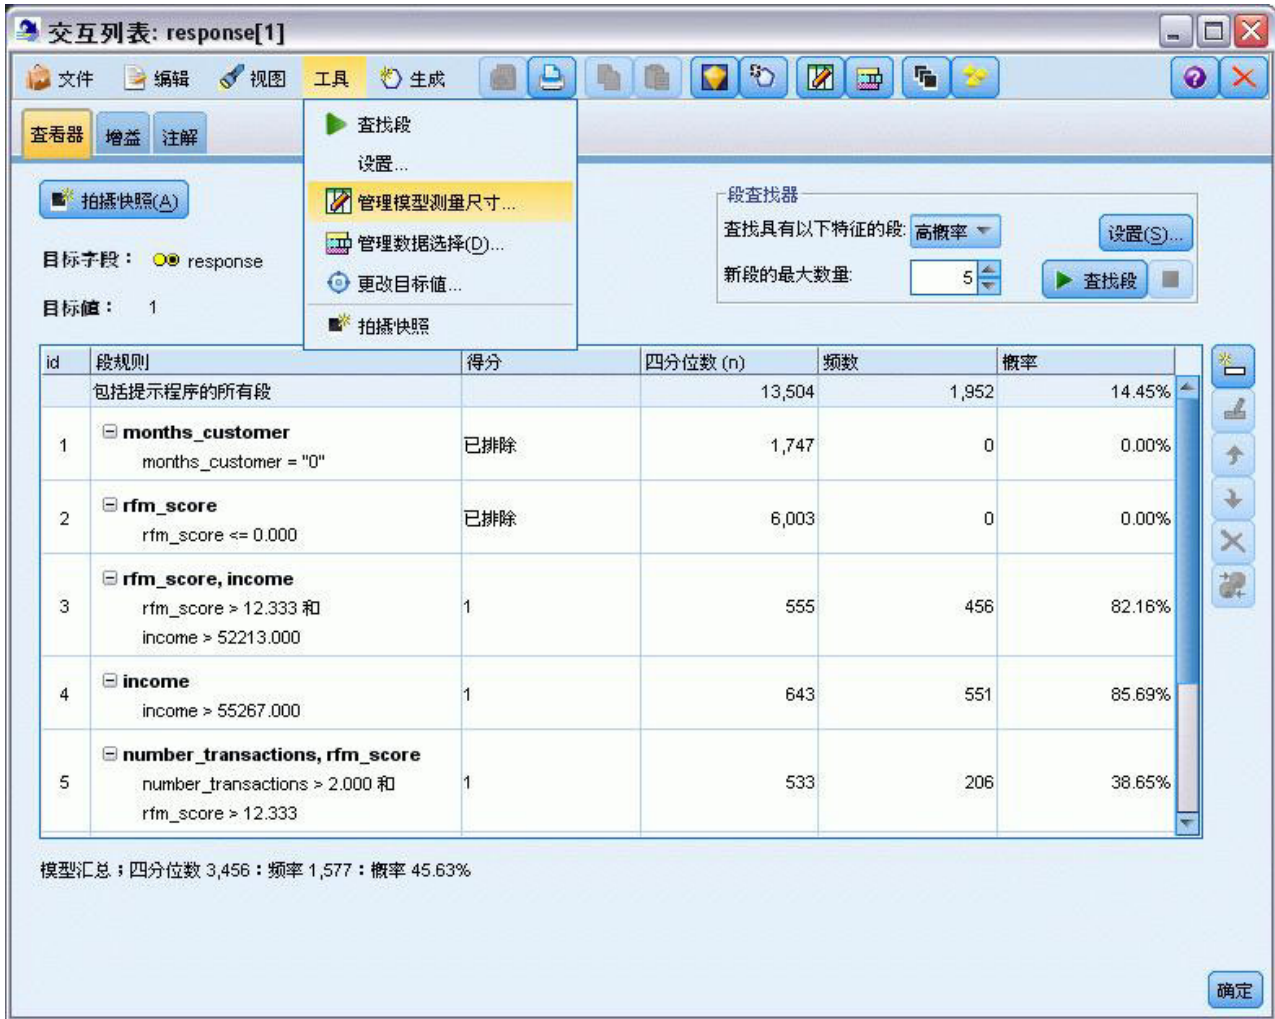 交互列表: response[1]
文件 编辑 视图 工具 生成
查看器 增益 注解
查找段
设置...
管理模型测量尺寸...
管理数据选择(D)...
更改目标值...
拍摄快照
拍摄快照(A)
目标字段： response
目标值： 1
段查找器
查找具有以下特征的段: 高概率 设置(S)...
新段的最大数量: 5 查找段
id 段规则 得分 四分位数 (n) 频数 概率
包括提示程序的所有段 13,504 1,952 14.45%
months_customer
1 已排除 1,747 0 0.00%
months_customer = "0"
rfm_score
2 已排除 6,003 0 0.00%
rfm_score <= 0.000
rfm_score, income
3 rfm_score > 12.333 和 1 555 456 82.16%
income > 52213.000
income
4 1 643 551 85.69%
income > 55267.000
number_transactions, rfm_score
5 number_transactions > 2.000 和 1 533 206 38.65%
rfm_score > 12.333
模型汇总；四分位数 3,456：频率 1,577：概率 45.63%
确定